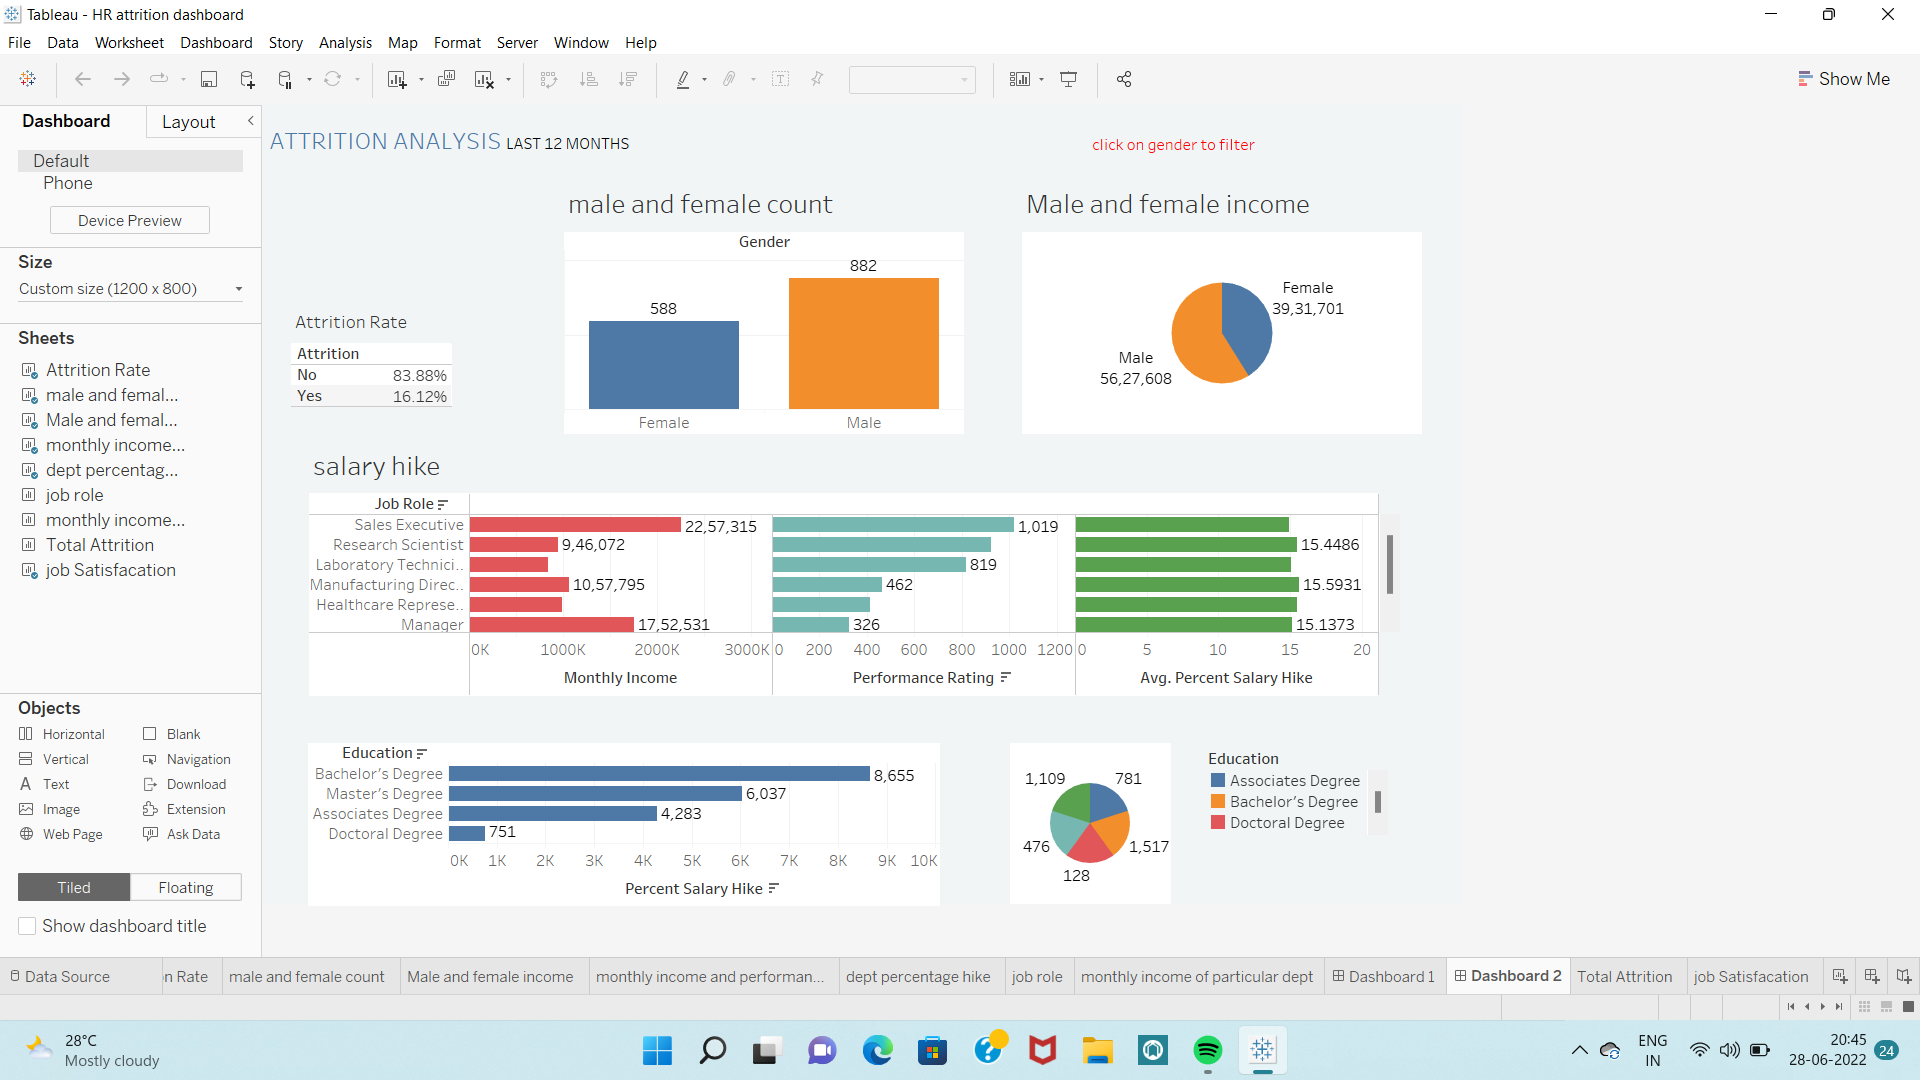 Tableau - HR attrition dashboard
File Data Worksheet Dashboard Story Analysis Map Format Server Window Help
Show Me
Dashboard Layout
Default
Phone
Device Preview
Size
Custom size (1200 x 800)
Sheets
Attrition Rate
male and femal...
Male and femal...
monthly income...
dept percentag...
job role
monthly income...
Total Attrition
job Satisfacation
Objects
Horizontal Blank
Vertical Navigation
Text Download
Image Extension
Web Page Ask Data
Tiled Floating
Show dashboard title
ATTRITION ANALYSIS LAST 12 MONTHS
click on gender to filter
Attrition Rate
Attrition
No 83.88%
Yes 16.12%
male and female count
Gender
588 882
Female Male
Male and female income
Female
39,31,701
Male
56,27,608
salary hike
Job Role
Sales Executive 22,57,315 1,019
Research Scientist 9,46,072 15.4486
Laboratory Technici.. 819
Manufacturing Direc.. 10,57,795 462 15.5931
Healthcare Represe..
Manager 17,52,531 326 15.1373
0K 1000K 2000K 3000K 0 200 400 600 800 1000 1200 0 5 10 15 20
Monthly Income Performance Rating Avg. Percent Salary Hike
Education
Bachelor's Degree 8,655
Master's Degree 6,037
Associates Degree 4,283
Doctoral Degree 751
0K 1K 2K 3K 4K 5K 6K 7K 8K 9K 10K
Percent Salary Hike
1,109 781
476 1,517
128
Education
Associates Degree
Bachelor's Degree
Doctoral Degree
Data Source n Rate male and female count Male and female income monthly income and performan... dept percentage hike job role monthly income of particular dept Dashboard 1 Dashboard 2 Total Attrition job Satisfacation
28°C
Mostly cloudy
ENG
IN
20:45
28-06-2022
24